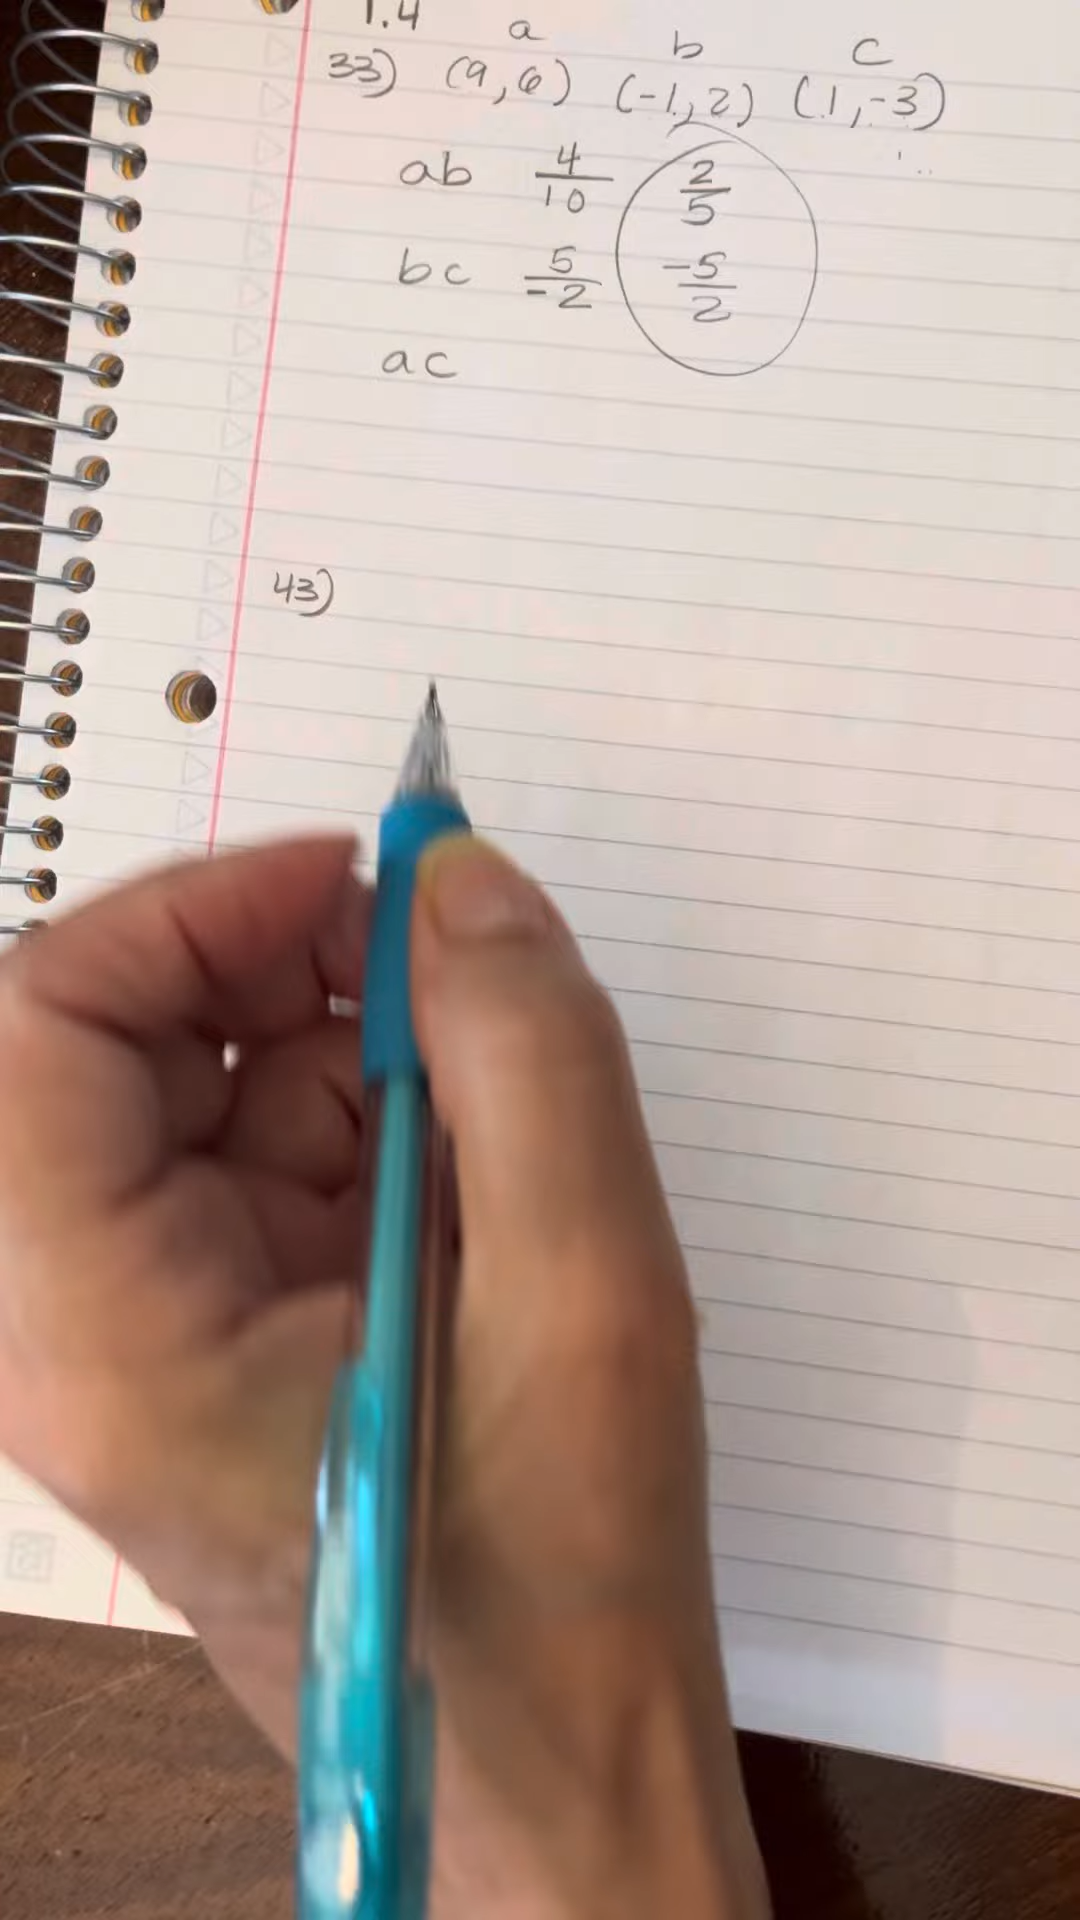 1.4
a b c
33) (9,6) (-1,2) (1,-3)
ab 4/10 2/5
bc 5/-2 -5/2
ac
43)